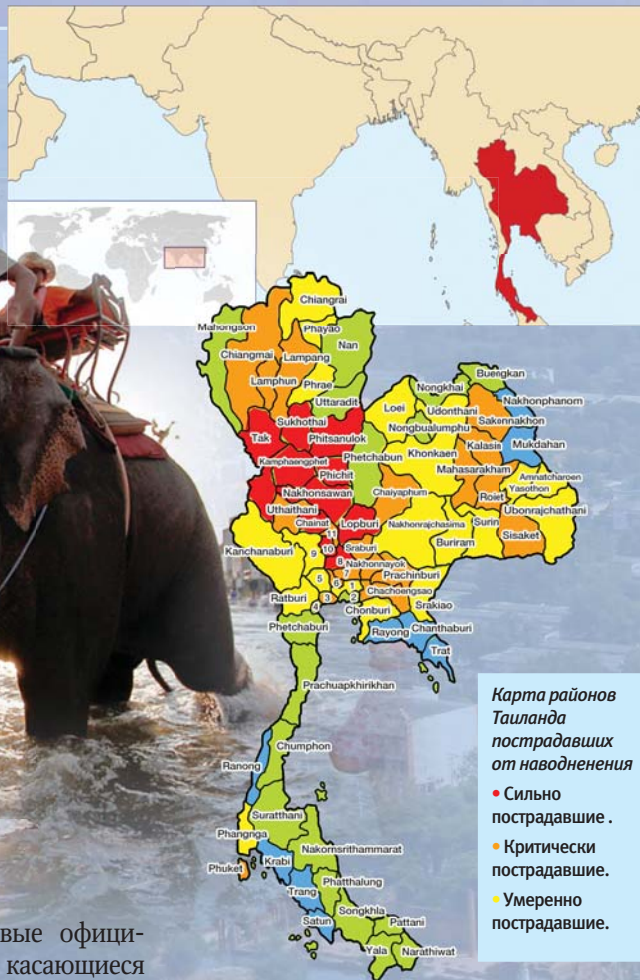 Chiangrai
Mahongson
Phayao
Nan
Chiangmai
Lampang
Lamphun
Phrae
Uttaradit
Buengkan
Nongkhai
Nakhonphanom
Loei
Udonthani
Sakonnakhon
Sukhothai
Tak
Phitsanulok
Nongbualumphu
Kalasin
Mukdahan
Phetchabun
Khonkaen
Kamphaengphet
Mahasarakham
Phichit
Amnatcharoen
Yasothon
Nakhonsawan
Chaiyaphum
Roiet
Ubonrajchathani
Uthaithani
Chainat
Lopburi
Nakhonrajchasima
Surin
Sisaket
11
Kanchanaburi
9
10
Sraburi
Buriram
8
Nakhonnayok
7
Prachinburi
5
6
1
Chachoengsao
Ratburi
3
2
Srakiao
4
Chonburi
Phetchaburi
Rayong
Chanthaburi
Trat
Prachuapkhirikhan
Chumphon
Ranong
Suratthani
Phangnga
Nakornsrithammarat
Phuket
Krabi
Phatthalung
Trang
Songkhla
Satun
Pattani
Yala
Narathiwat
Карта районов
Таиланда
пострадавших
от наводненения
• Сильно
пострадавшие .
• Критически
пострадавшие.
• Умеренно
пострадавшие.
вые офици-
касающиеся